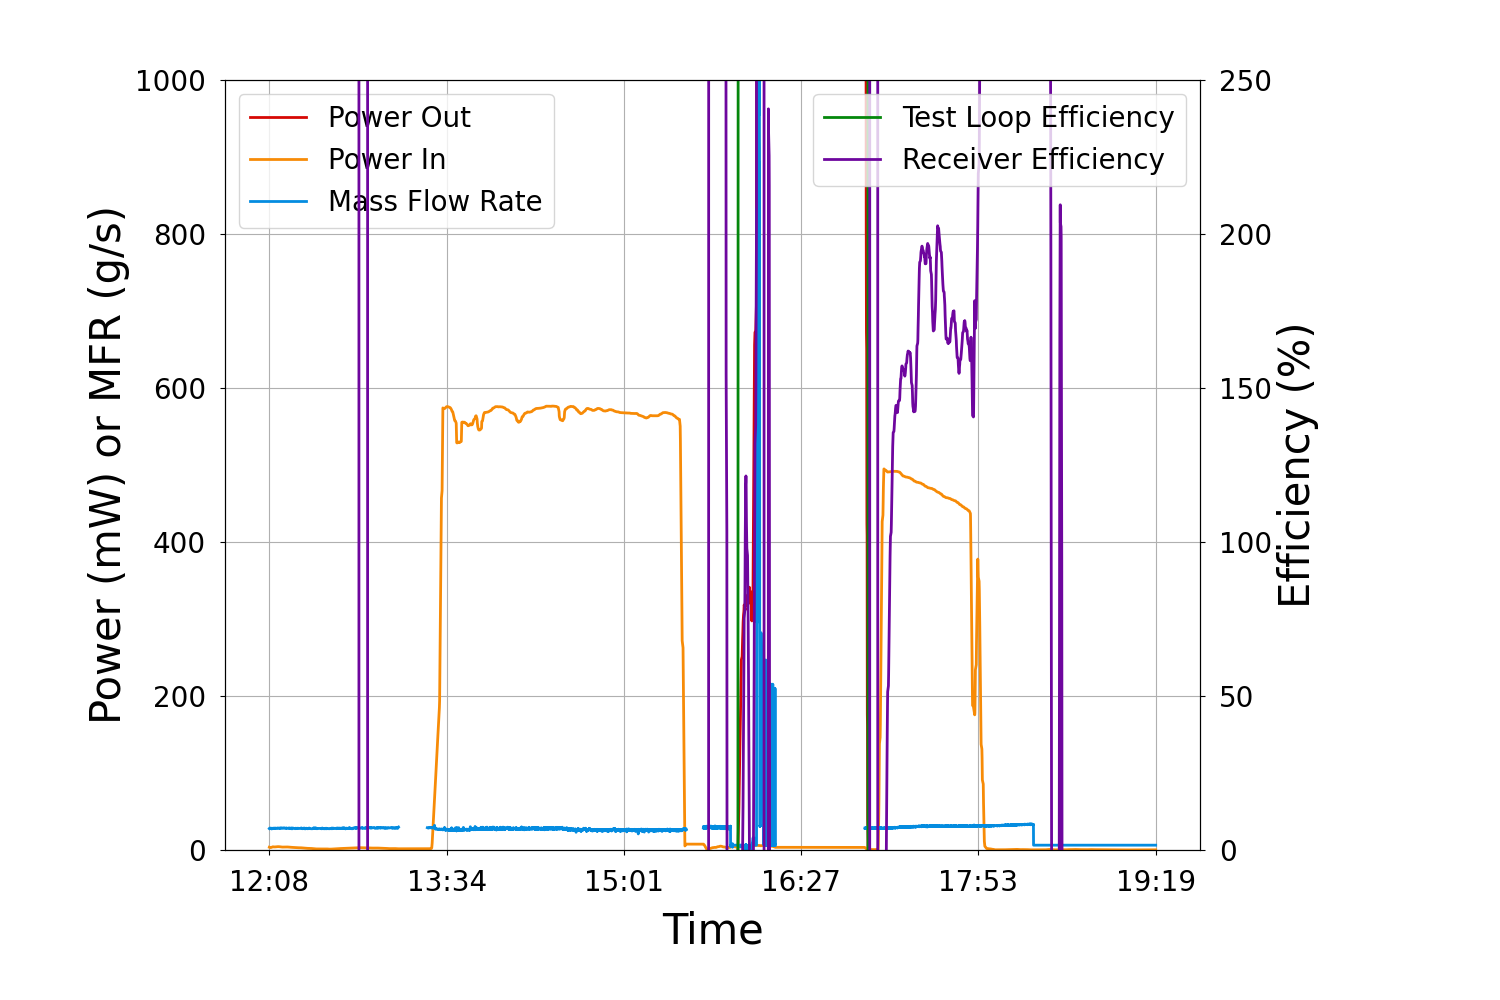 Power (mW) or MFR (g/s)
1000
800
600
400
200
0
Power Out
Power In
Mass Flow Rate
Test Loop Efficiency
Receiver Efficiency
250
200
150
100
50
0
Efficiency (%)
12:08 13:34 15:01 16:27 17:53 19:19
Time